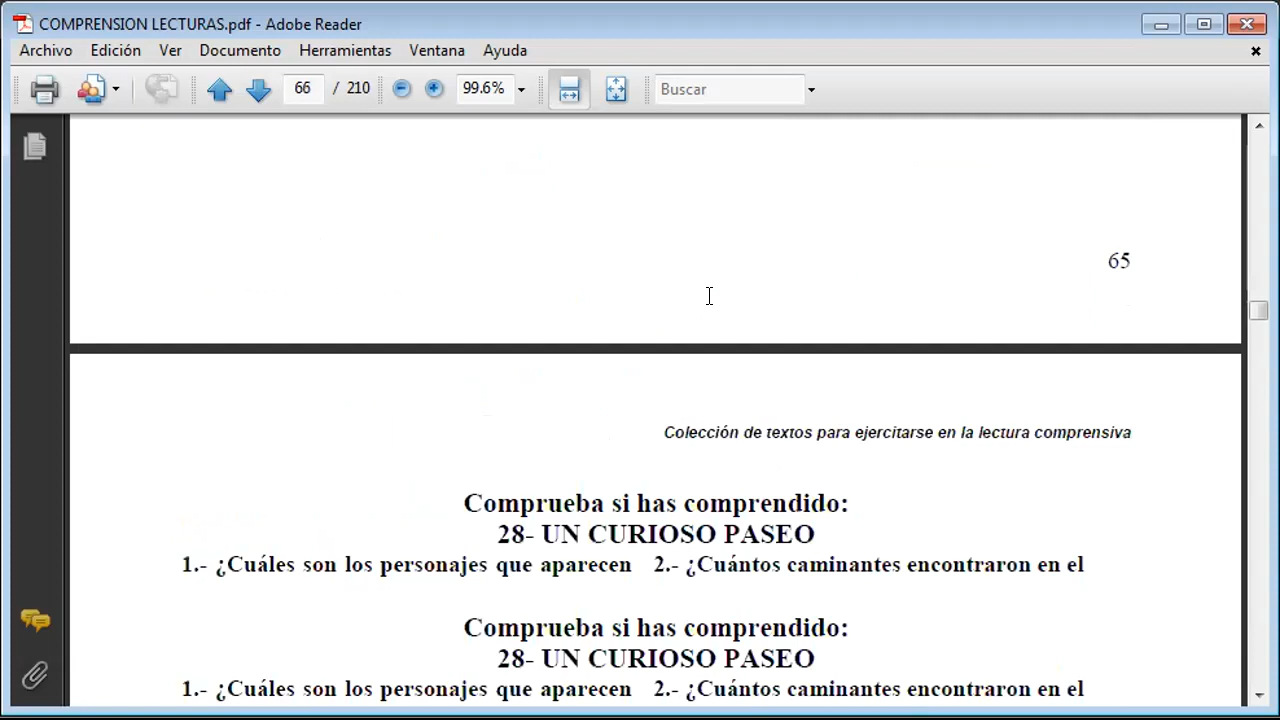 COMPRENSION LECTURAS.pdf - Adobe Reader
Archivo Edición Ver Documento Herramientas Ventana Ayuda
66 / 210 99.6% Buscar
65
Colección de textos para ejercitarse en la lectura comprensiva
Comprueba si has comprendido:
28- UN CURIOSO PASEO
1.- ¿Cuáles son los personajes que aparecen 2.- ¿Cuántos caminantes encontraron en el
Comprueba si has comprendido:
28- UN CURIOSO PASEO
1.- ¿Cuáles son los personajes que aparecen 2.- ¿Cuántos caminantes encontraron en el